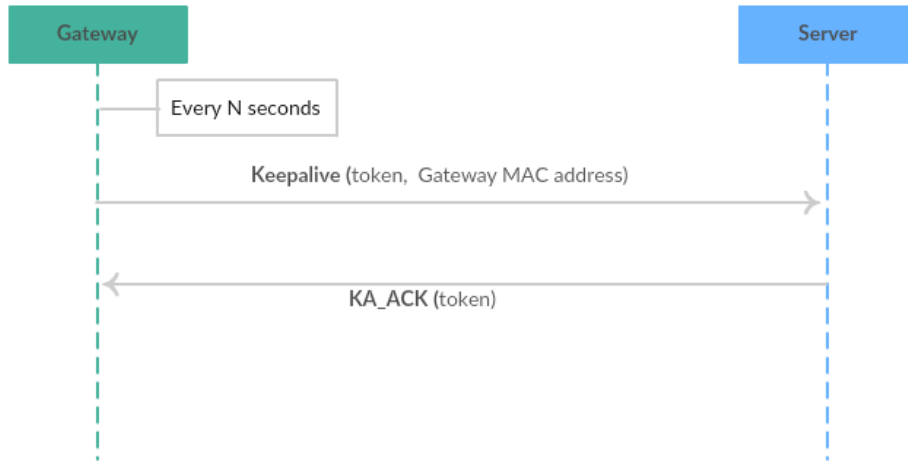 Gateway
Server
Every N seconds
Keepalive (token, Gateway MAC address)
KA_ACK (token)